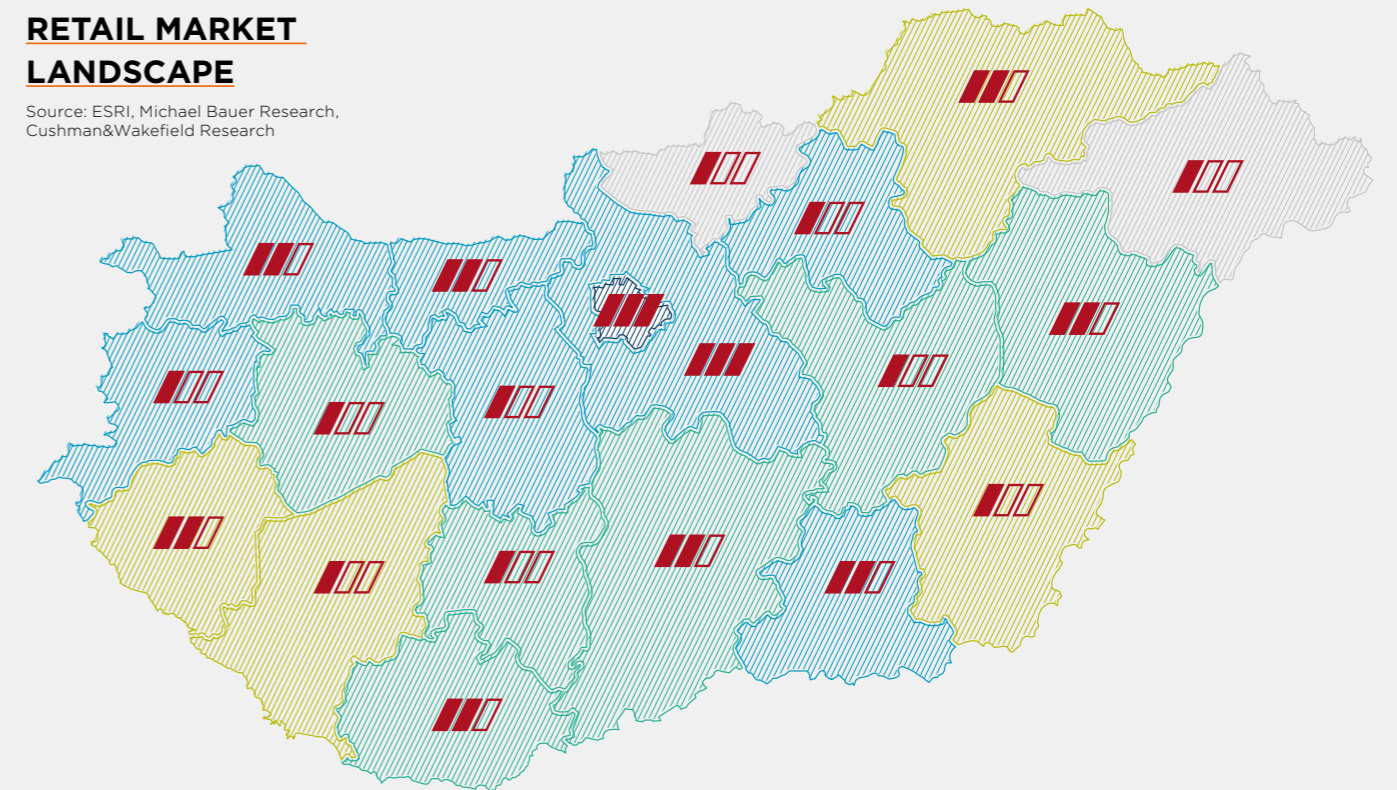 RETAIL MARKET
LANDSCAPE
Source: ESRI, Michael Bauer Research,
Cushman&Wakefield Research